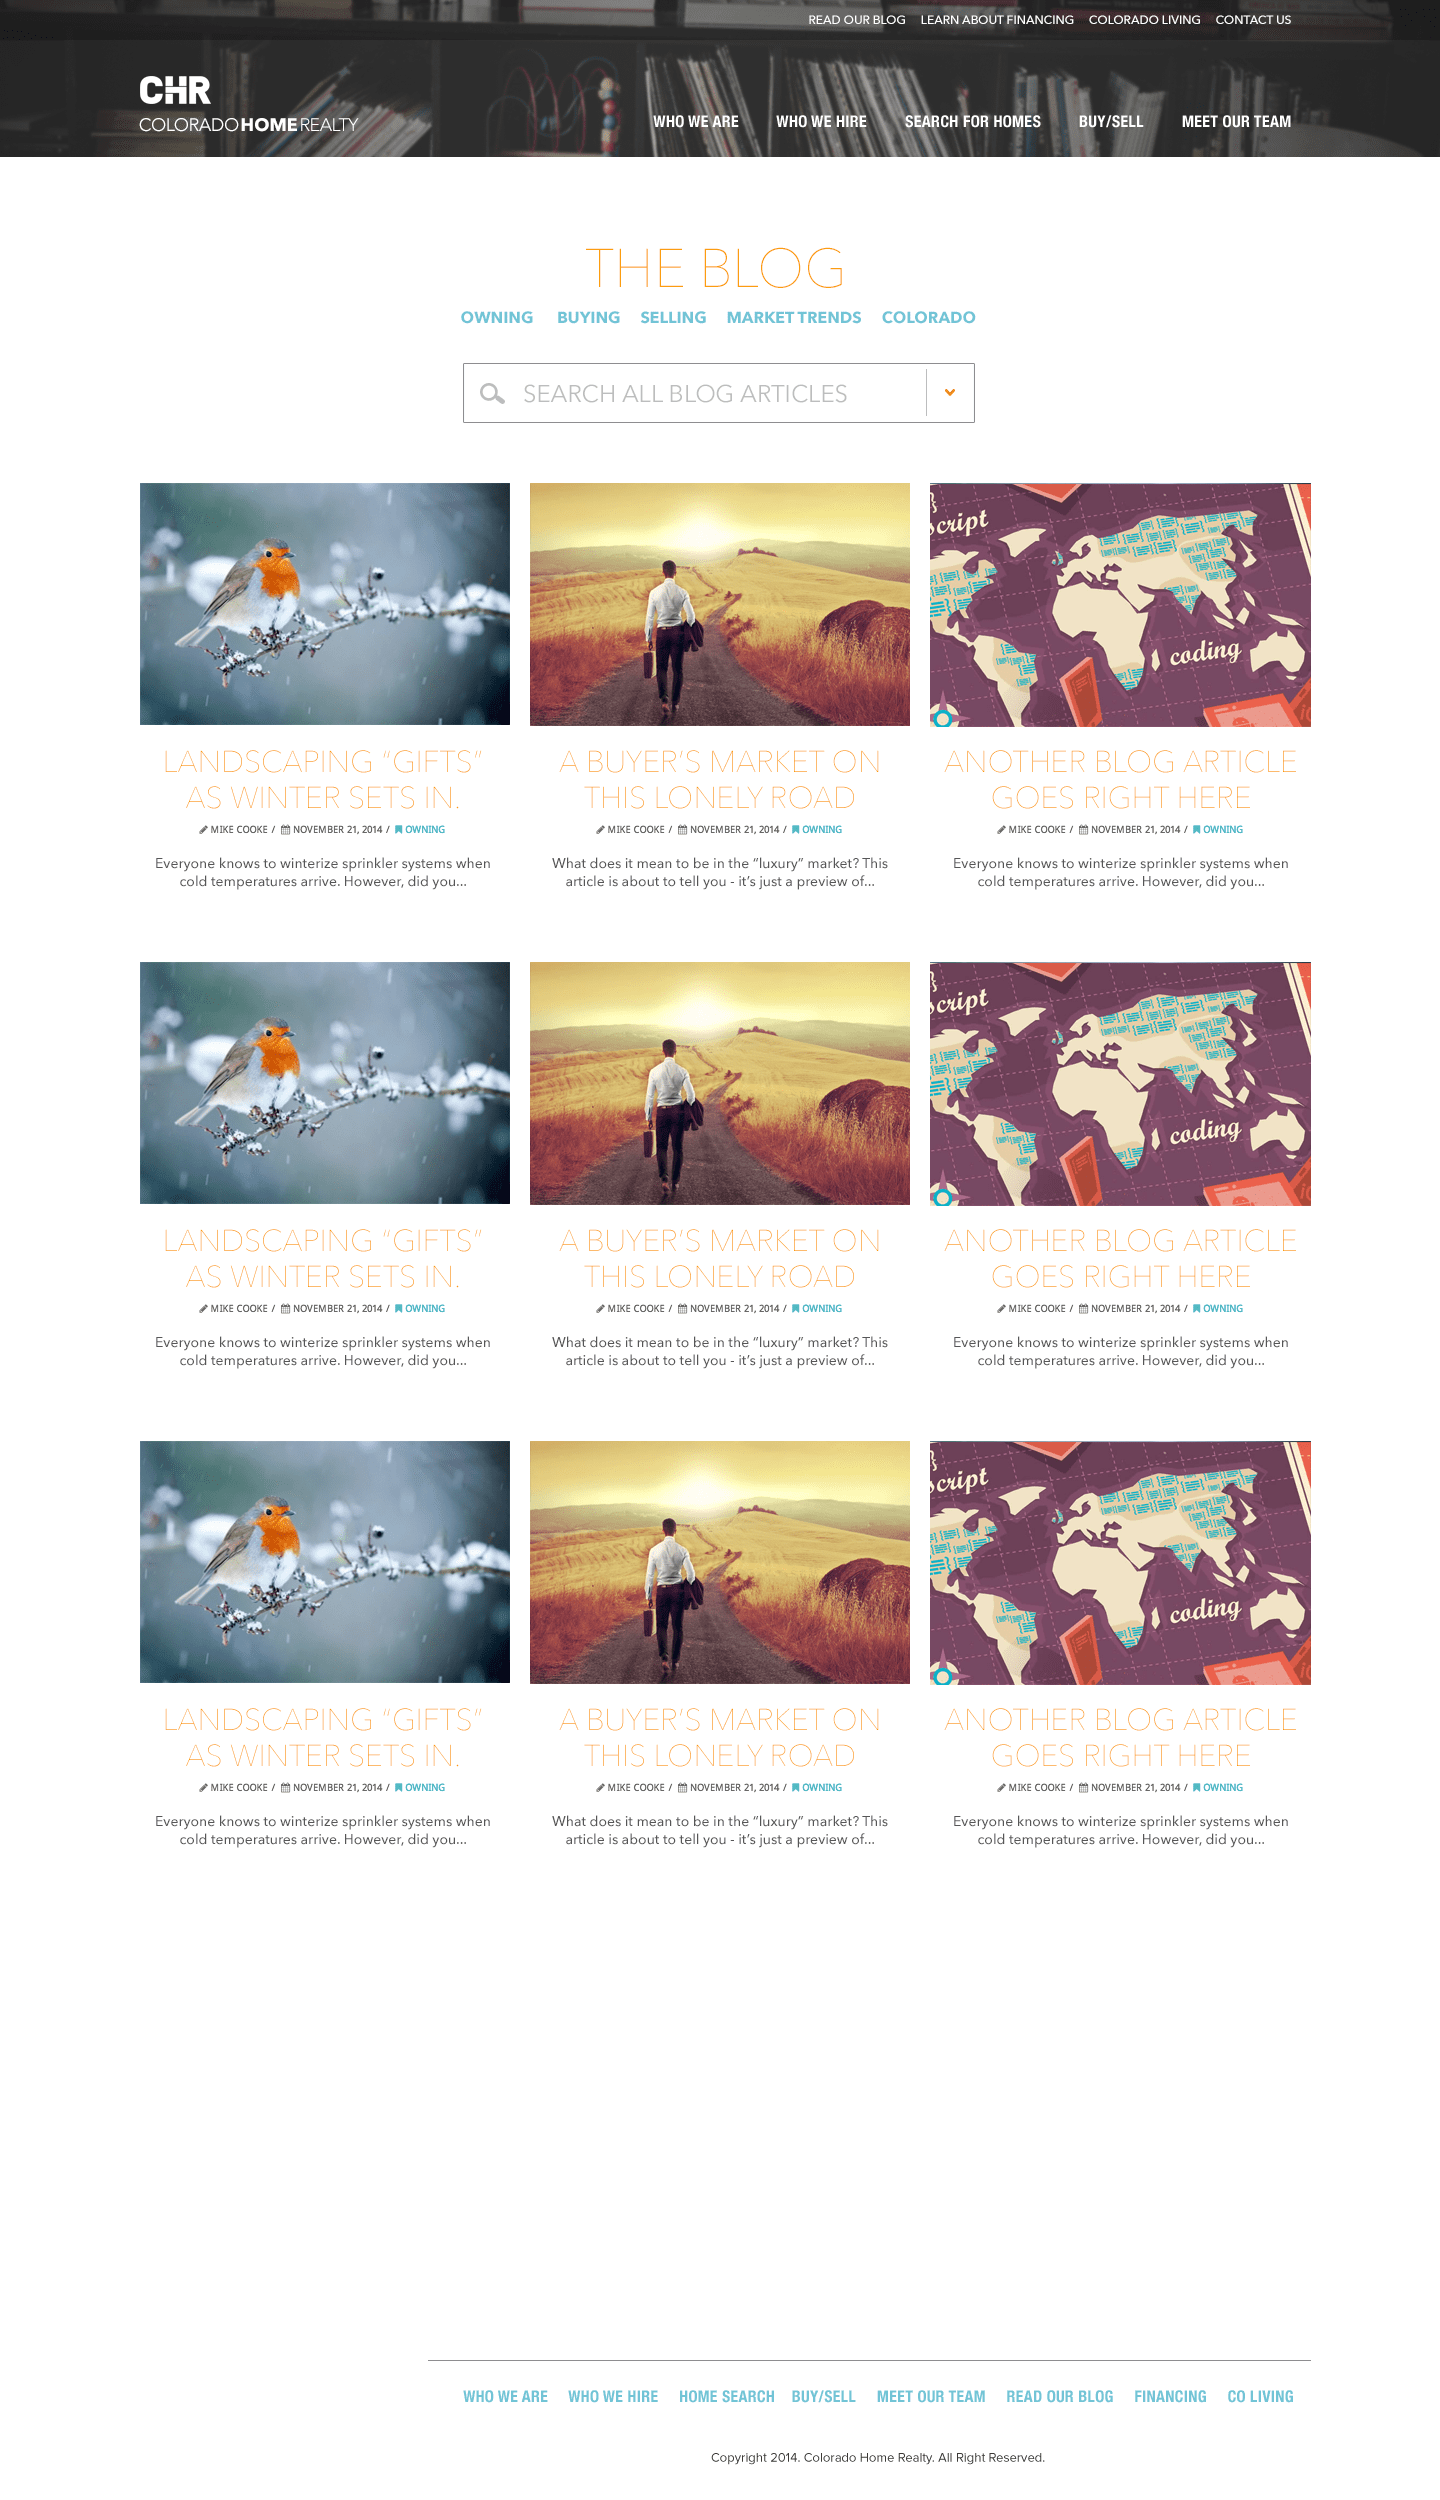 READ OUR BLOG LEARN ABOUT FINANCING COLORADO LIVING CONTACT US
CHR
COLORADOHOMEREALTY
WHO WE ARE WHO WE HIRE SEARCH FOR HOMES BUY/SELL MEET OUR TEAM
THE BLOG
OWNING BUYING SELLING MARKET TRENDS COLORADO
SEARCH ALL BLOG ARTICLES
script
coding
LANDSCAPING “GIFTS”
AS WINTER SETS IN.
MIKE COOKE / NOVEMBER 21, 2014 / OWNING
Everyone knows to winterize sprinkler systems when
cold temperatures arrive. However, did you...
A BUYER’S MARKET ON
THIS LONELY ROAD
MIKE COOKE / NOVEMBER 21, 2014 / OWNING
What does it mean to be in the “luxury” market? This
article is about to tell you - it’s just a preview of...
ANOTHER BLOG ARTICLE
GOES RIGHT HERE
MIKE COOKE / NOVEMBER 21, 2014 / OWNING
Everyone knows to winterize sprinkler systems when
cold temperatures arrive. However, did you...
script
coding
LANDSCAPING “GIFTS”
AS WINTER SETS IN.
MIKE COOKE / NOVEMBER 21, 2014 / OWNING
Everyone knows to winterize sprinkler systems when
cold temperatures arrive. However, did you...
A BUYER’S MARKET ON
THIS LONELY ROAD
MIKE COOKE / NOVEMBER 21, 2014 / OWNING
What does it mean to be in the “luxury” market? This
article is about to tell you - it’s just a preview of...
ANOTHER BLOG ARTICLE
GOES RIGHT HERE
MIKE COOKE / NOVEMBER 21, 2014 / OWNING
Everyone knows to winterize sprinkler systems when
cold temperatures arrive. However, did you...
script
coding
LANDSCAPING “GIFTS”
AS WINTER SETS IN.
MIKE COOKE / NOVEMBER 21, 2014 / OWNING
Everyone knows to winterize sprinkler systems when
cold temperatures arrive. However, did you...
A BUYER’S MARKET ON
THIS LONELY ROAD
MIKE COOKE / NOVEMBER 21, 2014 / OWNING
What does it mean to be in the “luxury” market? This
article is about to tell you - it’s just a preview of...
ANOTHER BLOG ARTICLE
GOES RIGHT HERE
MIKE COOKE / NOVEMBER 21, 2014 / OWNING
Everyone knows to winterize sprinkler systems when
cold temperatures arrive. However, did you...
WHO WE ARE WHO WE HIRE HOME SEARCH BUY/SELL MEET OUR TEAM READ OUR BLOG FINANCING CO LIVING
Copyright 2014. Colorado Home Realty. All Right Reserved.